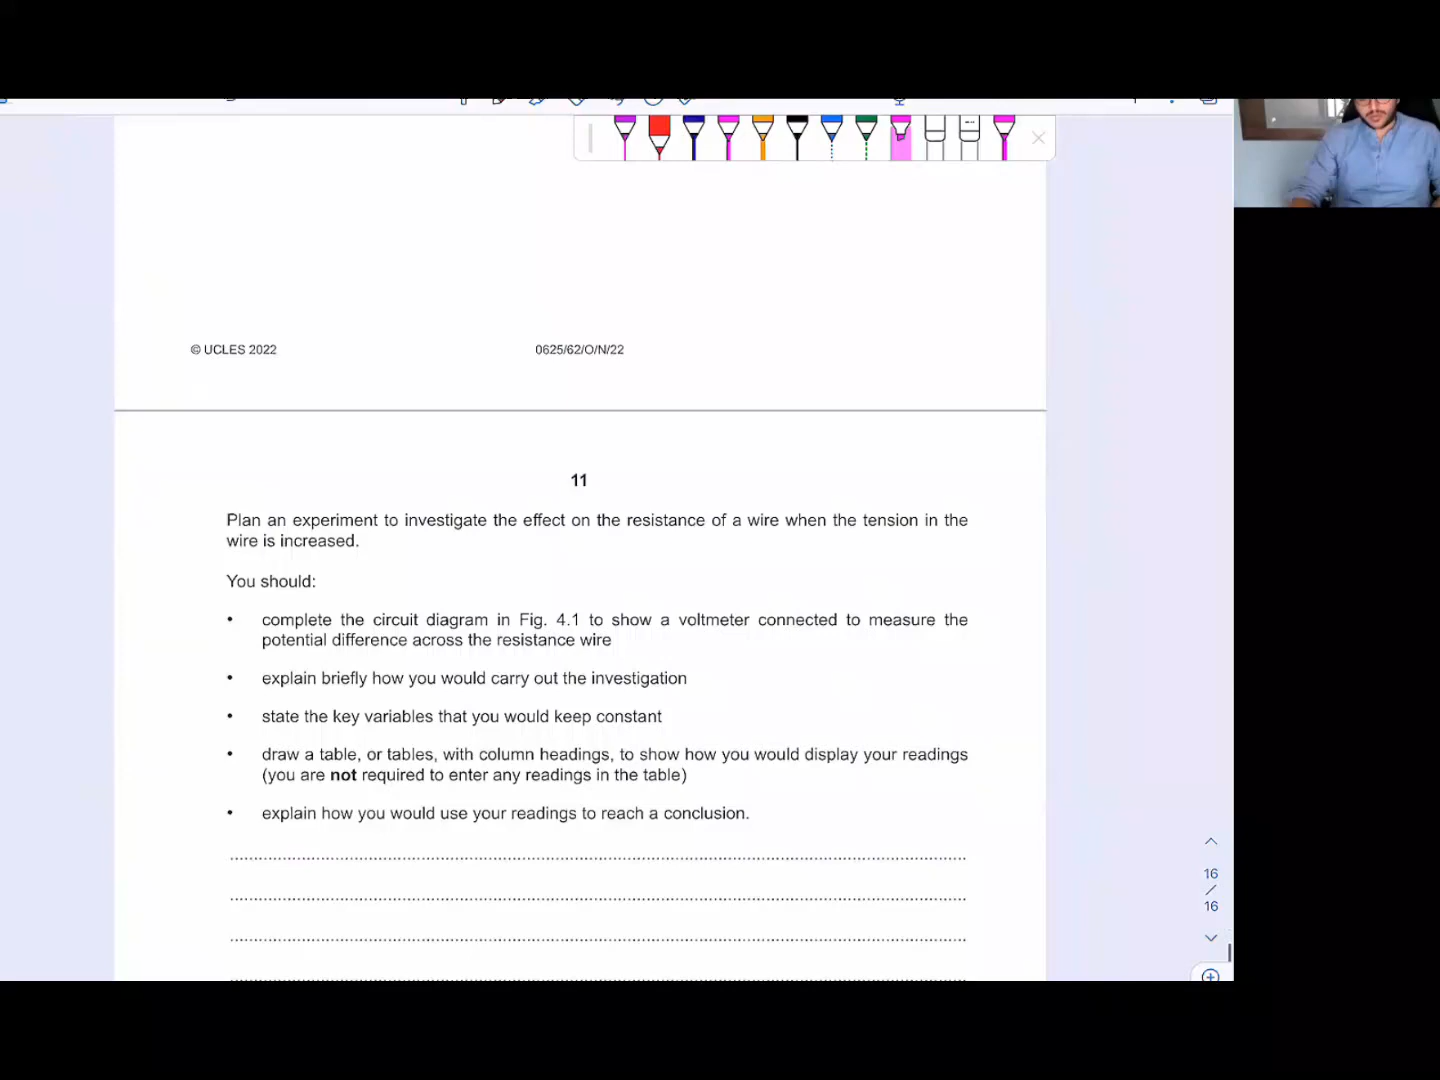 © UCLES 2022
0625/62/O/N/22
11
Plan an experiment to investigate the effect on the resistance of a wire when the tension in the
wire is increased.
You should:
• complete the circuit diagram in Fig. 4.1 to show a voltmeter connected to measure the
potential difference across the resistance wire
• explain briefly how you would carry out the investigation
• state the key variables that you would keep constant
• draw a table, or tables, with column headings, to show how you would display your readings
(you are not required to enter any readings in the table)
• explain how you would use your readings to reach a conclusion.
16
/
16